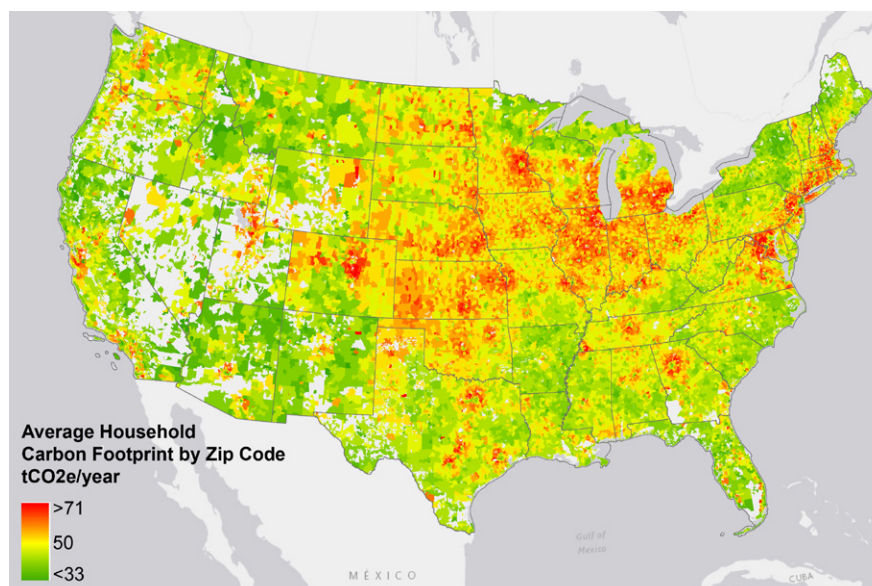 Average Household
Carbon Footprint by Zip Code
tCO2e/year
>71
50
<33
Gulf of
Mexico
MÉXICO
CUBA